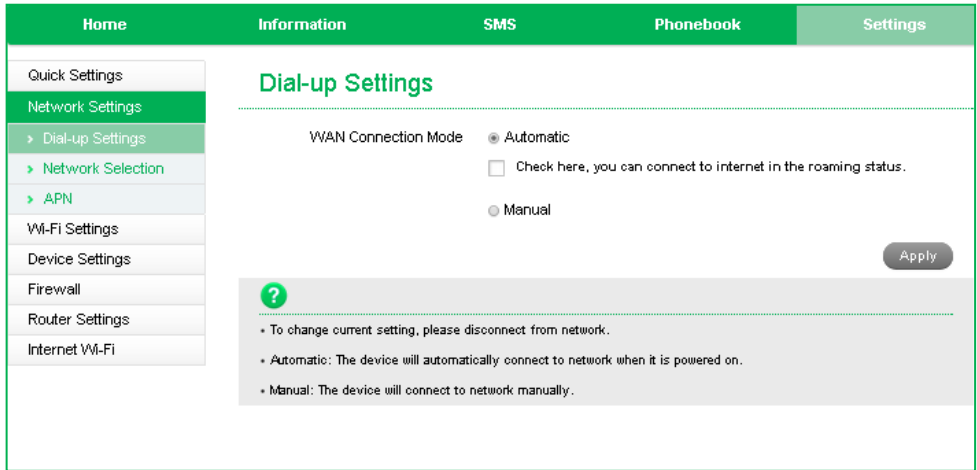 Home Information SMS Phonebook Settings
Quick Settings
Network Settings
> Dial-up Settings
> Network Selection
> APN
Wi-Fi Settings
Device Settings
Firewall
Router Settings
Internet Wi-Fi
Dial-up Settings
WAN Connection Mode Automatic
Check here, you can connect to internet in the roaming status.
Manual
Apply
?
• To change current setting, please disconnect from network.
• Automatic: The device will automatically connect to network when it is powered on.
• Manual: The device will connect to network manually.